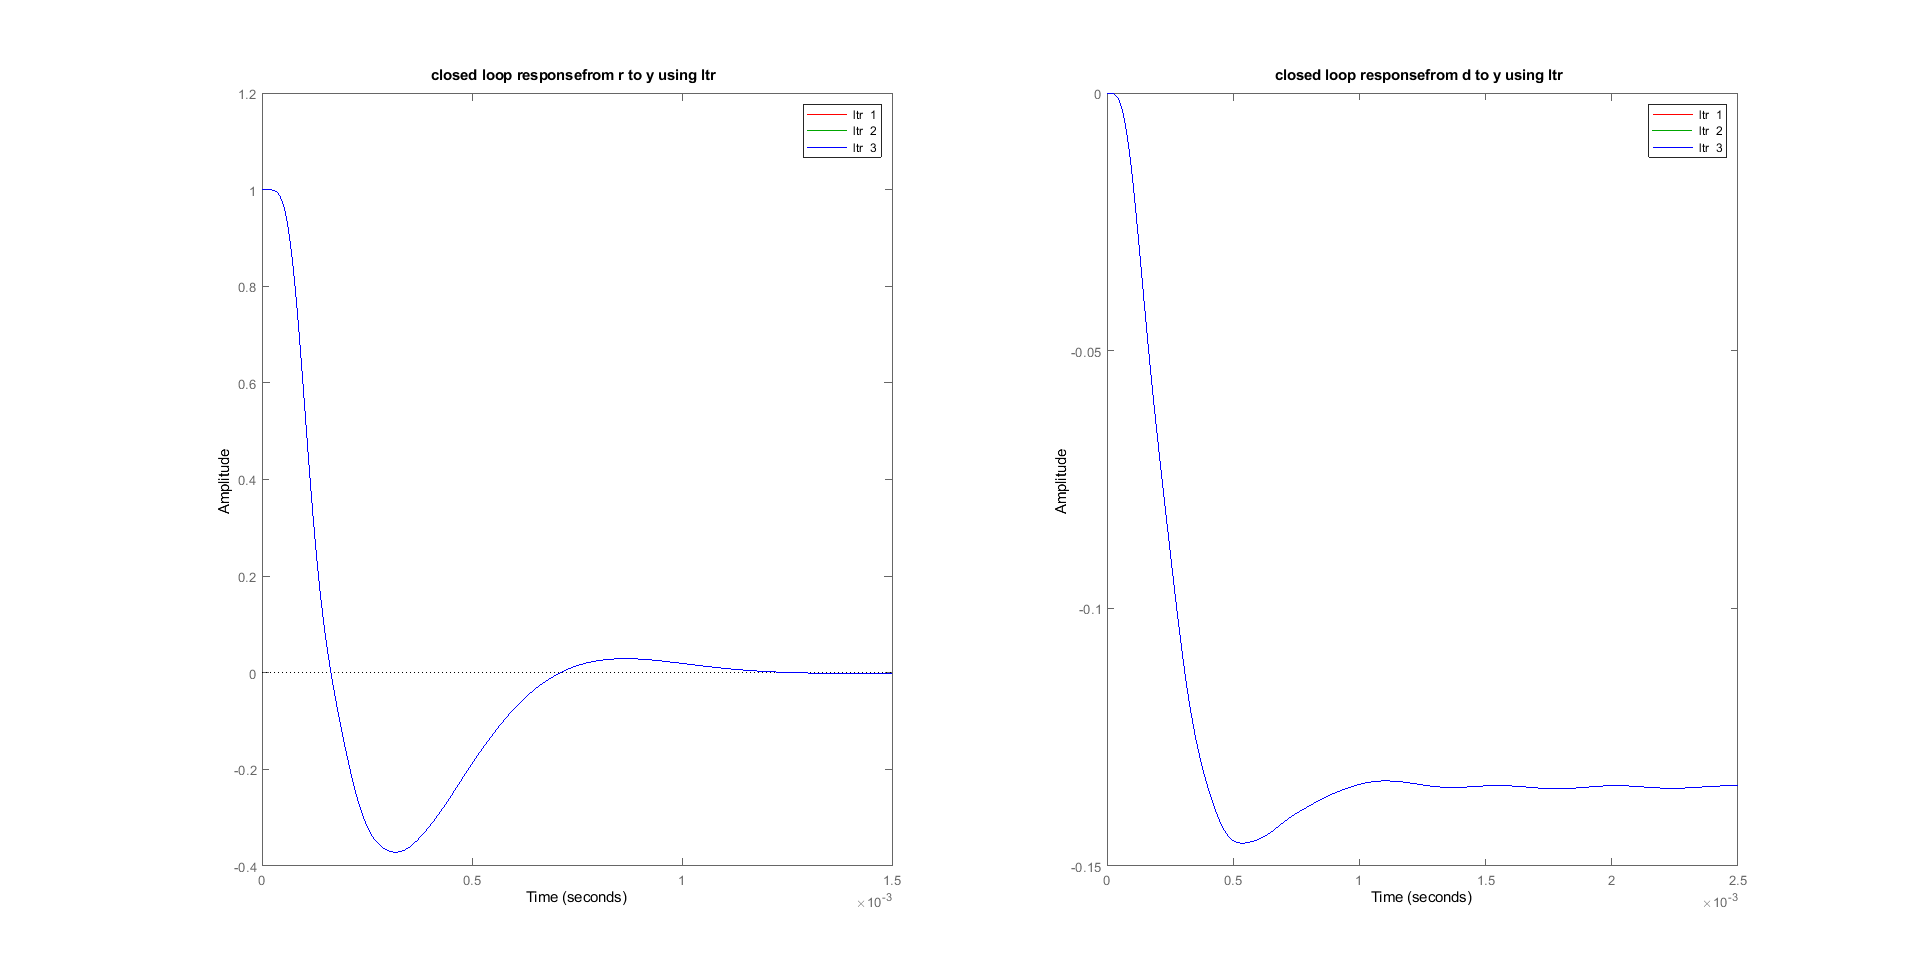 closed loop responsefrom r to y using ltr
1.2
1
0.8
0.6
0.4
0.2
0
-0.2
-0.4
Amplitude
0 0.5 1 1.5
Time (seconds)
×10-3
ltr 1
ltr 2
ltr 3
closed loop responsefrom d to y using ltr
0
-0.05
-0.1
-0.15
Amplitude
0 0.5 1 1.5 2 2.5
Time (seconds)
×10-3
ltr 1
ltr 2
ltr 3